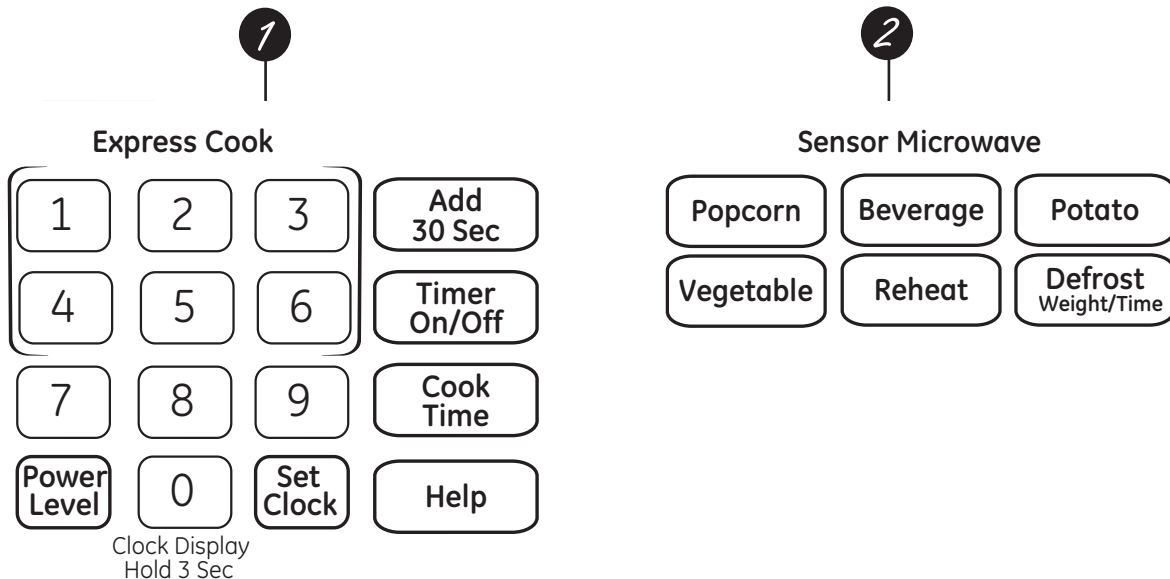 1
2
Express Cook
1 2 3 Add
30 Sec
4 5 6 Timer
On/Off
7 8 9 Cook
Time
Power
Level 0 Set
Clock Help
Clock Display
Hold 3 Sec
Sensor Microwave
Popcorn Beverage Potato
Vegetable Reheat Defrost
Weight/Time